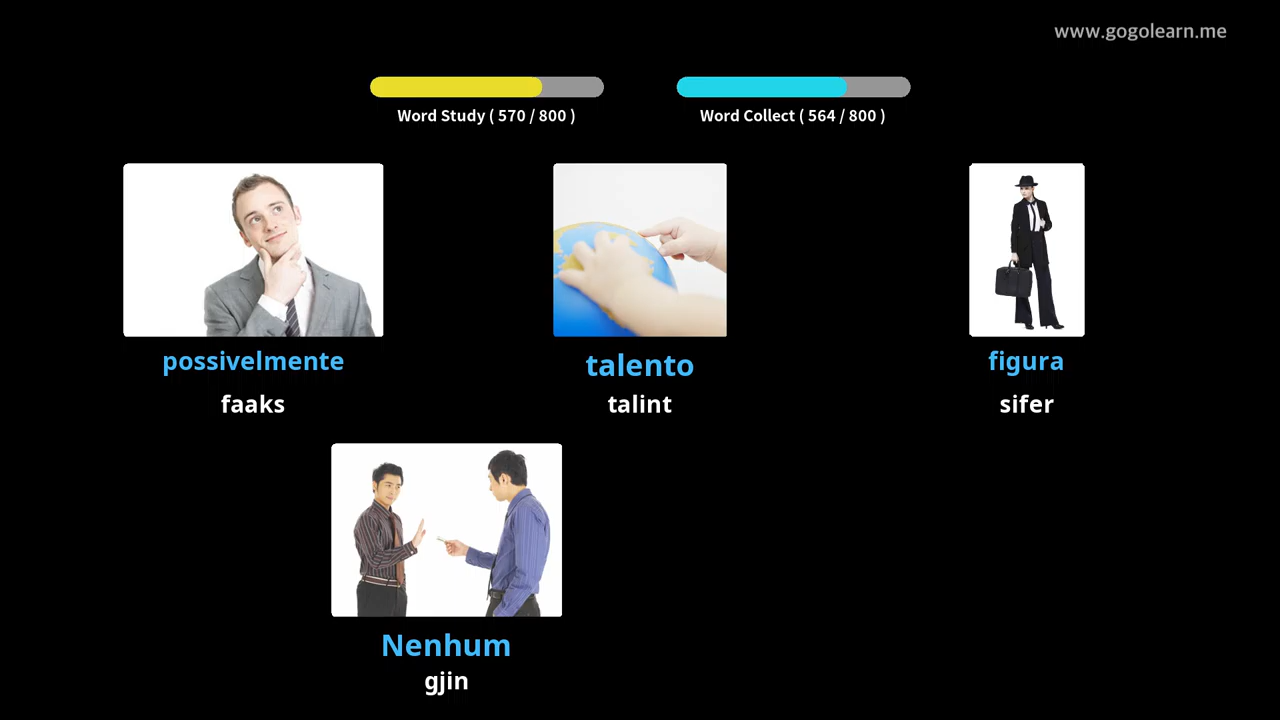 www.gogolearn.me
Word Study ( 570 / 800 )
Word Collect ( 564 / 800 )
possivelmente
faaks
talento
talint
figura
sifer
Nenhum
gjin